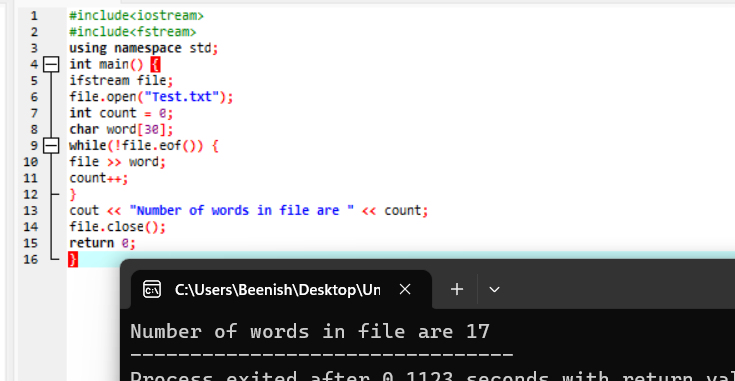 1 #include<iostream>
2 #include<fstream>
3 using namespace std;
4 int main() {
5 ifstream file;
6 file.open("Test.txt");
7 int count = 0;
8 char word[30];
9 while(!file.eof()) {
10 file >> word;
11 count++;
12 }
13 cout << "Number of words in file are " << count;
14 file.close();
15 return 0;
16 }
C:\Users\Beenish\Desktop\Un
Number of words in file are 17
--------------------------------
Process exited after 0.1123 seconds with return val